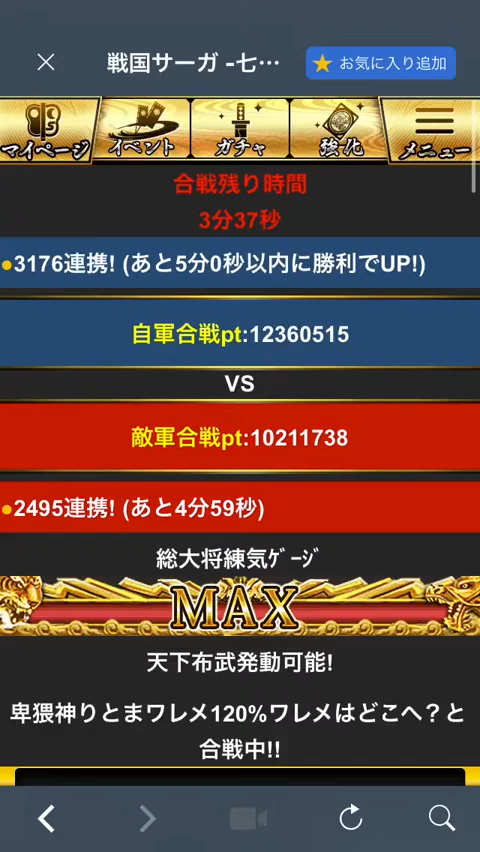 戦国サーガ -七…
お気に入り追加
マイページ
イベント
ガチャ
強化
メニュー
合戦残り時間
3分37秒
●3176連携! (あと5分0秒以内に勝利でUP!)
自軍合戦pt:12360515
VS
敵軍合戦pt:10211738
●2495連携! (あと4分59秒)
総大将練気ｹﾞｰｼﾞ
MAX
天下布武発動可能!
卑猥神りとまワレメ120%ワレメはどこへ？と
合戦中!!